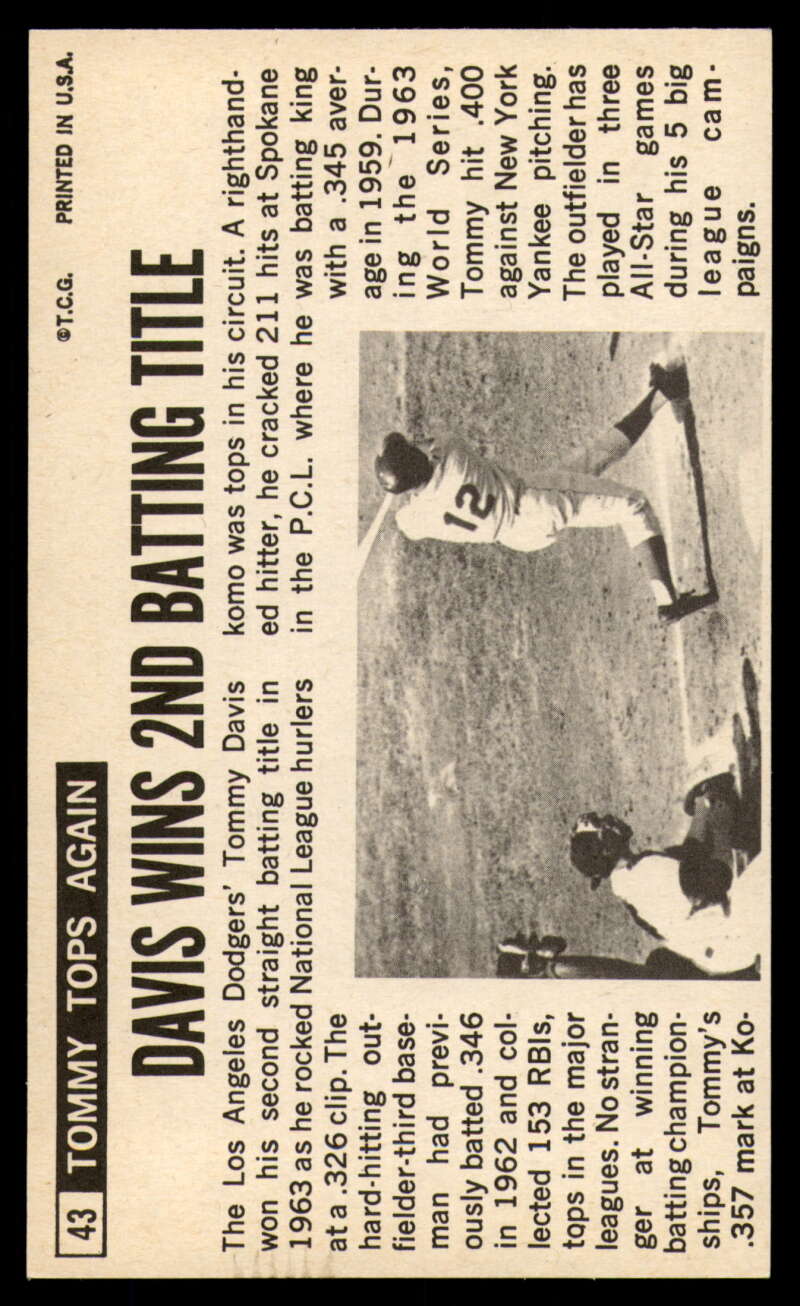 43 TOMMY TOPS AGAIN ©T.C.G. PRINTED IN U.S.A.
DAVIS WINS 2ND BATTING TITLE
The Los Angeles Dodgers' Tommy Davis
won his second straight batting title in
1963 as he rocked National League hurlers
at a .326 clip. The
hard-hitting out-
fielder-third base-
man had previ-
ously batted .346
in 1962 and col-
lected 153 RBIs,
tops in the major
leagues. No stran-
ger at winning
batting champion-
ships, Tommy's
.357 mark at Ko-
komo was tops in his circuit. A righthand-
ed hitter, he cracked 211 hits at Spokane
in the P.C.L. where he was batting king
with a .345 aver-
age in 1959. Dur-
ing the 1963
World Series,
Tommy hit .400
against New York
Yankee pitching.
The outfielder has
played in three
All-Star games
during his 5 big
league cam-
paigns.
12